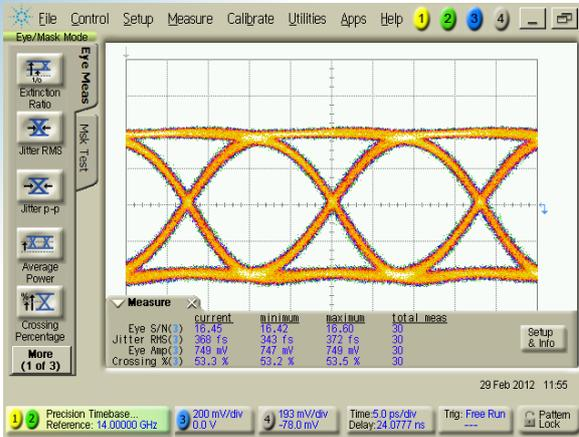 File Control Setup Measure Calibrate Utilities Apps Help 1 2 3 4
Eye/Mask Mode
Extinction
Ratio
Jitter RMS
Jitter p-p
Average
Power
Crossing
Percentage
More
(1 of 3)
Eye Meas
Msk Test
Measure
current minimum maximum total meas
Eye S/N(3) 16.45 16.42 16.60 30
Jitter RMS(3) 368 fs 343 fs 372 fs 30
Eye Amp(3) 749 mV 747 mV 749 mV 30
Crossing %(3) 53.3 % 53.2 % 53.5 % 30
Setup
& Info
29 Feb 2012 11:55
1 2 Precision Timebase...
Reference: 14.00000 GHz
3 200 mV/div
0.0 V
4 193 mV/div
-78.0 mV
Time:5.0 ps/div
Delay:24.0777 ns
Trig: Free Run
---
Pattern
Lock